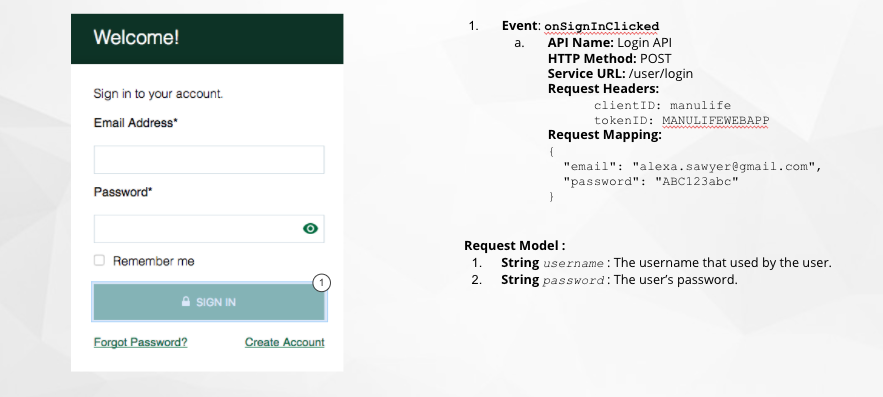 Welcome!
Sign in to your account.
Email Address*
Password*
Remember me
1
SIGN IN
Forgot Password? Create Account
1. Event: onSignInClicked
a. API Name: Login API
HTTP Method: POST
Service URL: /user/login
Request Headers:
clientID: manulife
tokenID: MANULIFEWEBAPP
Request Mapping:
{
"email": "alexa.sawyer@gmail.com",
"password": "ABC123abc"
}
Request Model :
1. String username : The username that used by the user.
2. String password : The user’s password.